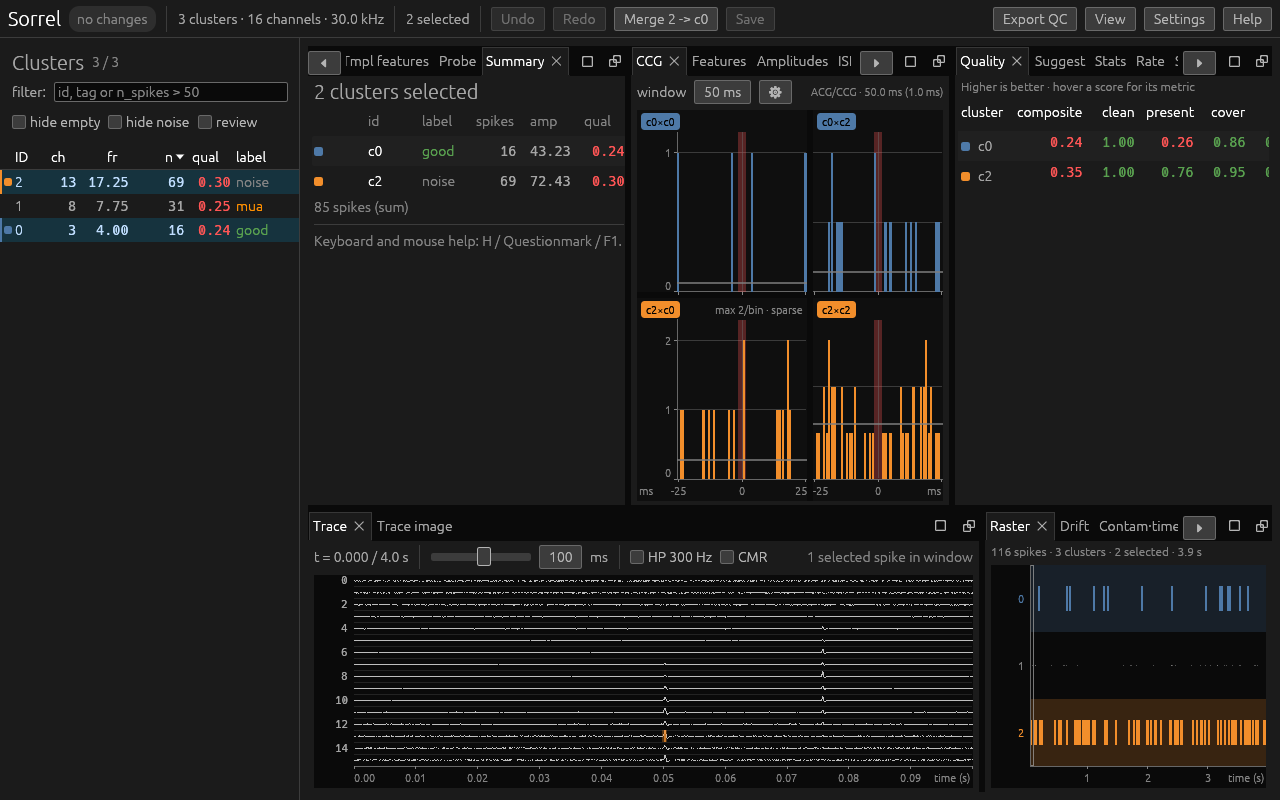 Sorrel no changes 3 clusters · 16 channels · 30.0 kHz 2 selected Undo Redo Merge 2 -> c0 Save Export QC View Settings Help
Clusters 3 / 3
filter: id, tag or n_spikes > 50
hide empty hide noise review
ID ch fr n qual label
2 13 17.25 69 0.30 noise
1 8 7.75 31 0.25 mua
0 3 4.00 16 0.24 good
Tmpl features Probe Summary
2 clusters selected
id label spikes amp qual
c0 good 16 43.23 0.24
c2 noise 69 72.43 0.30
85 spikes (sum)
Keyboard and mouse help: H / Questionmark / F1.
CCG Features Amplitudes ISI
window 50 ms ACG/CCG · 50.0 ms (1.0 ms)
c0×c0 c0×c2
1
0
c2×c0 max 2/bin · sparse c2×c2
2
1
0
ms -25 0 25 -25 0 ms
Quality Suggest Stats Rate
Higher is better · hover a score for its metric
cluster composite clean present cover
c0 0.24 1.00 0.26 0.86
c2 0.35 1.00 0.76 0.95
Trace Trace image
t = 0.000 / 4.0 s 100 ms HP 300 Hz CMR 1 selected spike in window
0
2
4
6
8
10
12
14
0.00 0.01 0.02 0.03 0.04 0.05 0.06 0.07 0.08 0.09 time (s)
Raster Drift Contam-time
116 spikes · 3 clusters · 2 selected · 3.9 s
0
1
2
1 2 3 time (s)